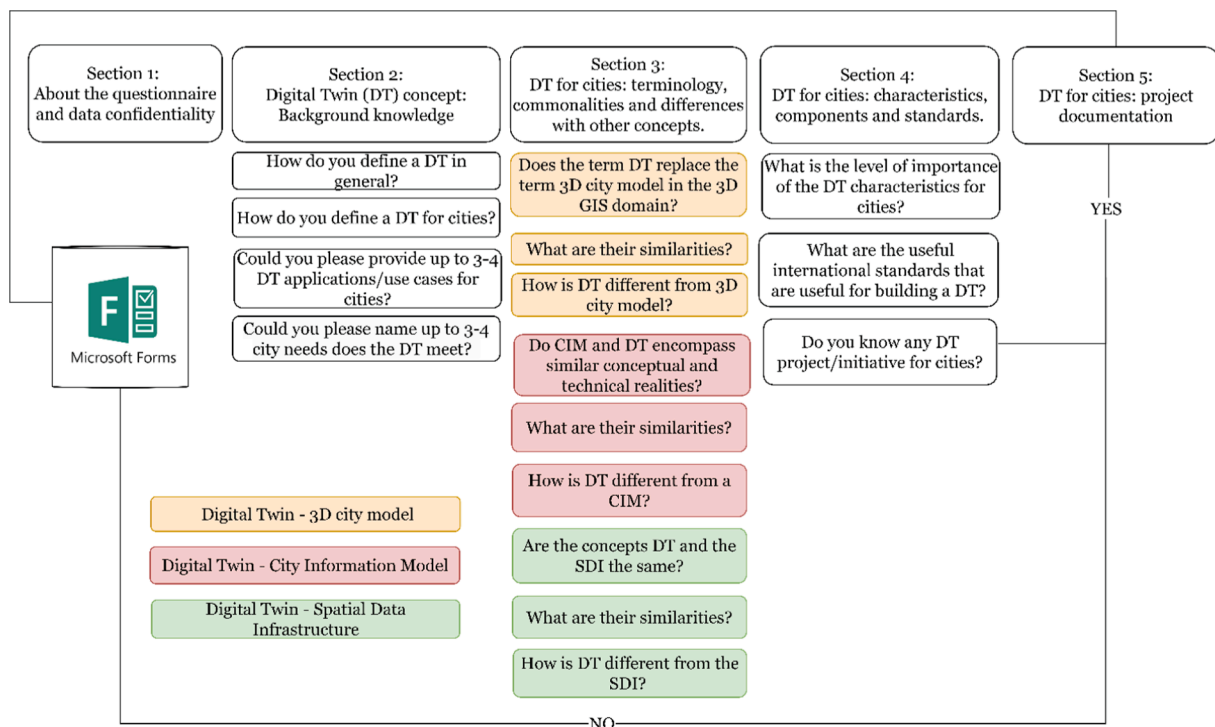 Section 1:
About the questionnaire
and data confidentiality
Section 2:
Digital Twin (DT) concept:
Background knowledge
Section 3:
DT for cities: terminology,
commonalities and differences
with other concepts.
Section 4:
DT for cities: characteristics,
components and standards.
Section 5:
DT for cities: project
documentation
How do you define a DT in
general?
How do you define a DT for cities?
Could you please provide up to 3-4
DT applications/use cases for
cities?
Could you please name up to 3-4
city needs does the DT meet?
Does the term DT replace the
term 3D city model in the 3D
GIS domain?
What are their similarities?
How is DT different from 3D
city model?
Do CIM and DT encompass
similar conceptual and
technical realities?
What are their similarities?
How is DT different from a
CIM?
Are the concepts DT and the
SDI the same?
What are their similarities?
How is DT different from the
SDI?
What is the level of importance
of the DT characteristics for
cities?
What are the useful
international standards that
are useful for building a DT?
Do you know any DT
project/initiative for cities?
YES
F
Microsoft Forms
Digital Twin - 3D city model
Digital Twin - City Information Model
Digital Twin - Spatial Data
Infrastructure
NO